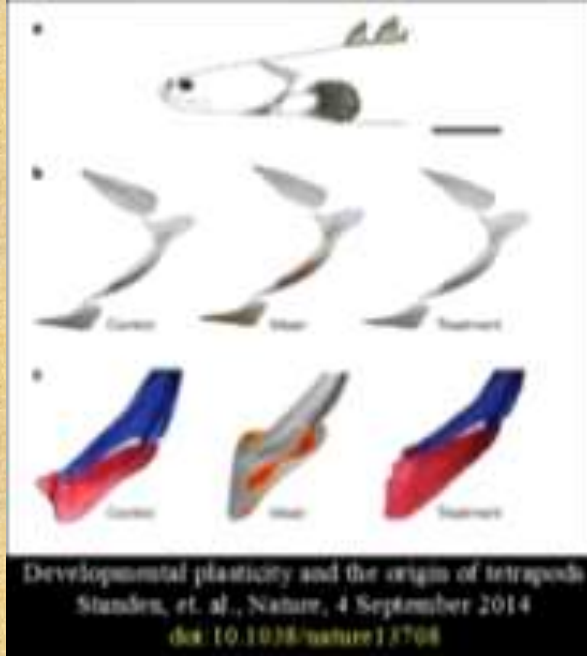 a
b
Control Mean Treatment
c
Control Mean Treatment
Developmental plasticity and the origin of tetrapods
Standen, et. al., Nature, 4 September 2014
doi: 10.1038/nature13708